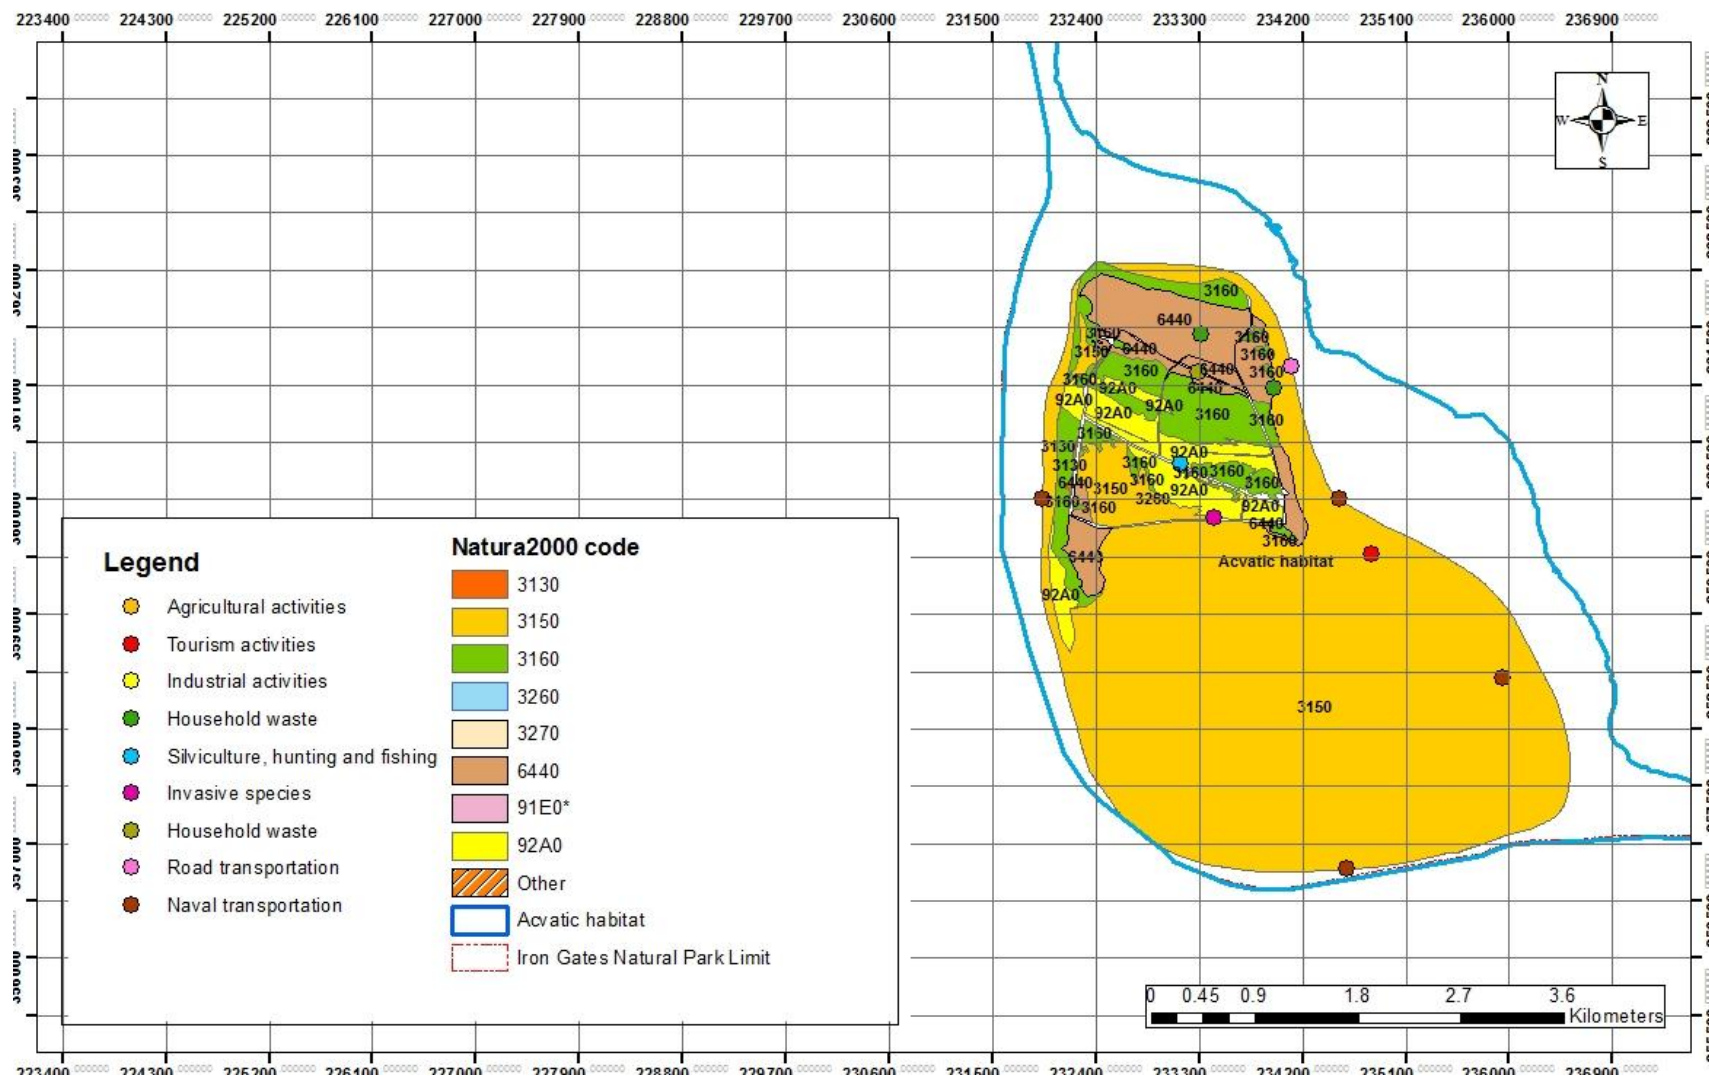 223400 224300 225200 226100 227000 227900 228800 229700 230600 231500 232400 233300 234200 235100 236000 236900
N
W E
S
3160
6440
3160
3160
3150
6440
3160
3160
3160
6440
3160
3160
92A0
6440
92A0
92A0
92A0
3160
3160
3160
3130
92A0
3130
3160
3160
3160
6440
3160
3160
3150
92A0
3260
3160
3160
92A0
6440
3160
Acvatic habitat
6440
92A0
3150
Legend
Agricultural activities
Tourism activities
Industrial activities
Household waste
Silviculture, hunting and fishing
Invasive species
Household waste
Road transportation
Naval transportation
Natura2000 code
3130
3150
3160
3260
3270
6440
91E0*
92A0
Other
Acvatic habitat
Iron Gates Natural Park Limit
0 0.45 0.9 1.8 2.7 3.6
Kilometers
223400 224300 225200 226100 227000 227900 228800 229700 230600 231500 232400 233300 234200 235100 236000 236900